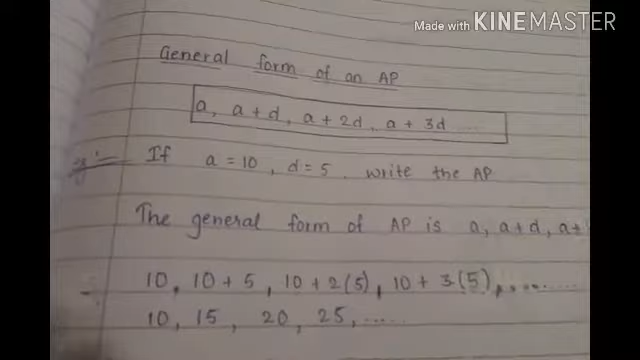 Made with KINEMASTER
General form of an AP
a, a + d, a + 2d, a + 3d ....
eg:- If a = 10, d = 5. write the AP
The general form of AP is a, a+d, a+
10, 10 + 5, 10 + 2(5), 10 + 3(5), ........
10, 15, 20, 25, .....